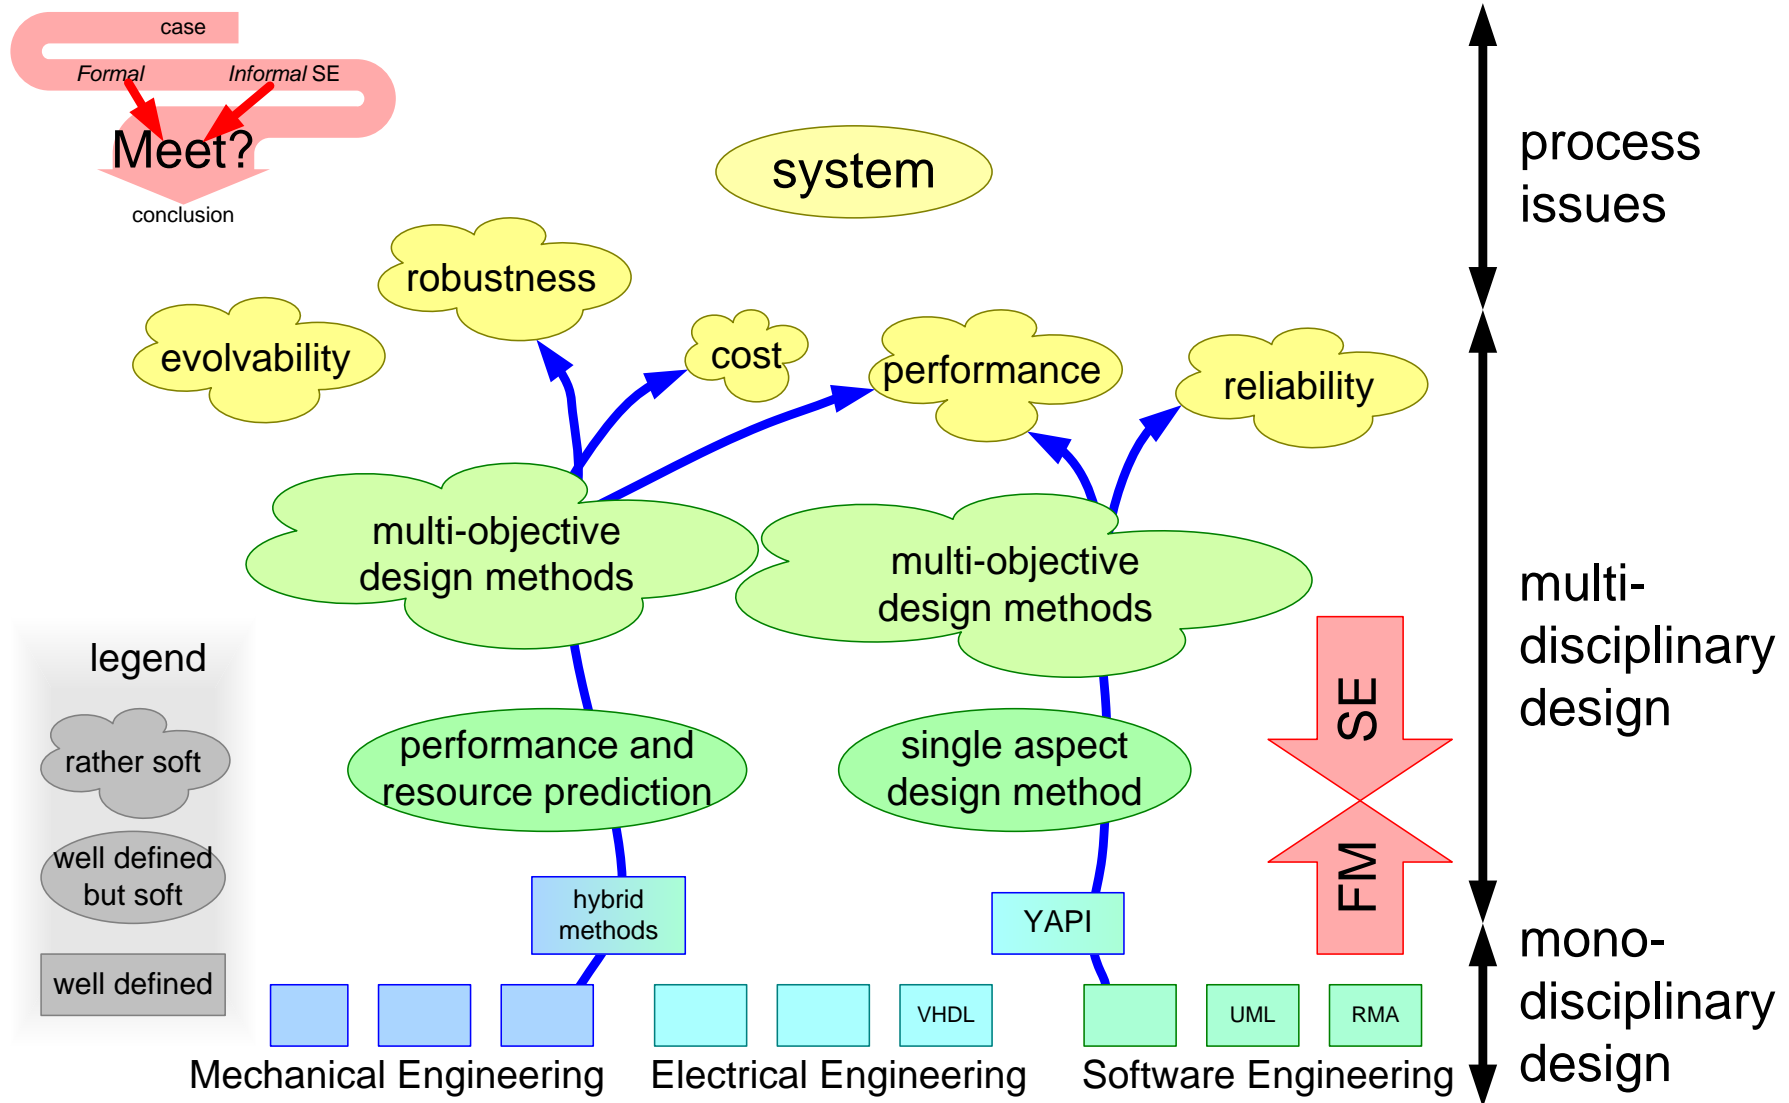 case
Formal
Informal SE
Meet?
conclusion
system
process
issues
robustness
evolvability
cost
performance
reliability
multi-objective
design methods
multi-objective
design methods
multi-
disciplinary
design
legend
rather soft
well defined
but soft
well defined
performance and
resource prediction
single aspect
design method
SE
FM
hybrid
methods
YAPI
mono-
disciplinary
design
VHDL
UML
RMA
Mechanical Engineering
Electrical Engineering
Software Engineering